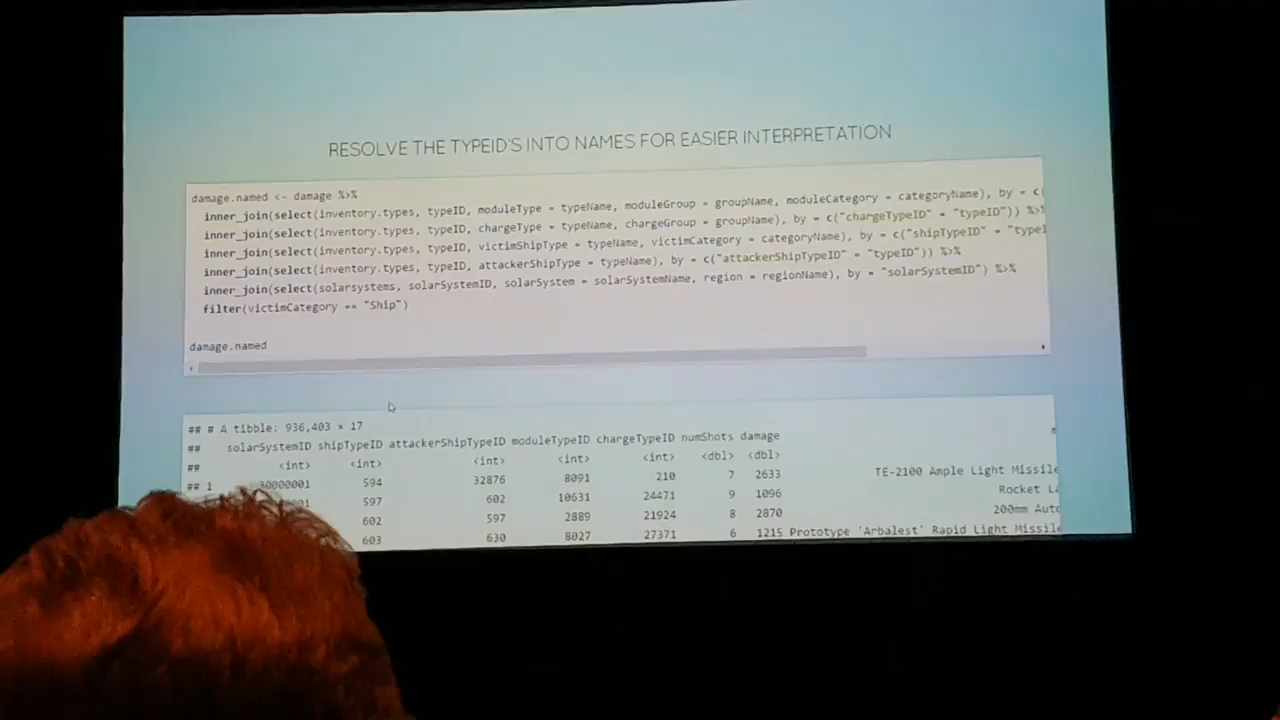 RESOLVE THE TYPEID'S INTO NAMES FOR EASIER INTERPRETATION
damage.named <- damage %>%
inner_join(select(inventory.types, typeID, moduleType = typeName, moduleGroup = groupName, moduleCategory = categoryName), by = c(
inner_join(select(inventory.types, typeID, chargeType = typeName, chargeGroup = groupName), by = c("chargeTypeID" = "typeID")) %>%
inner_join(select(inventory.types, typeID, victimShipType = typeName, victimCategory = categoryName), by = c("shipTypeID" = "typeI
inner_join(select(inventory.types, typeID, attackerShipType = typeName), by = c("attackerShipTypeID" = "typeID")) %>%
inner_join(select(solarsystems, solarSystemID, solarSystem = solarSystemName, region = regionName), by = "solarSystemID") %>%
filter(victimCategory == "Ship")
damage.named
## # A tibble: 936,403 × 17
## solarSystemID shipTypeID attackerShipTypeID moduleTypeID chargeTypeID numShots damage
## <int> <int> <int> <int> <int> <dbl> <dbl>
## 1 30000001 594 32876 8091 210 7 2633 TE-2100 Ample Light Missile
597 602 10631 24471 9 1096 Rocket
602 597 2889 21924 8 2870 200mm Auto
603 630 8027 27371 6 1215 Prototype 'Arbalest' Rapid Light Missile